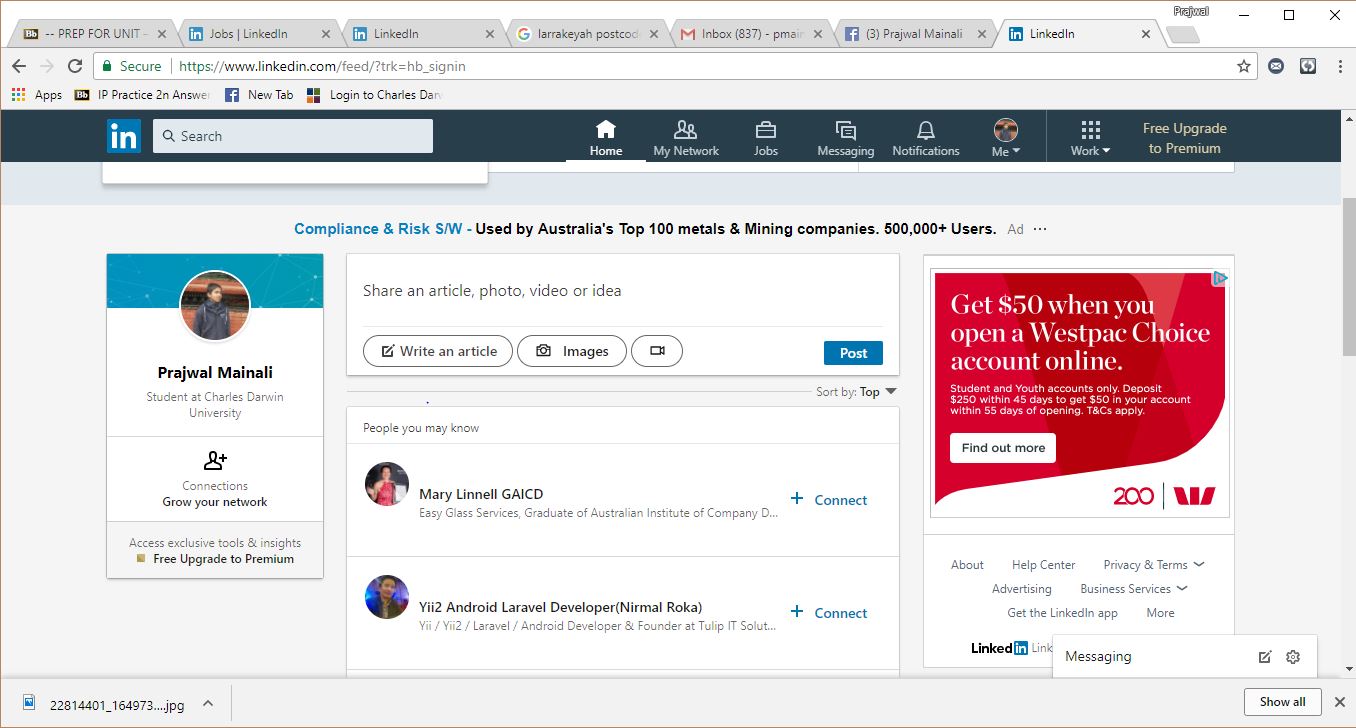 Prajwal
-- PREP FOR UNIT –
Jobs | LinkedIn
LinkedIn
larrakeyah postcod
Inbox (837) - pmain
(3) Prajwal Mainali
LinkedIn
Secure
https://www.linkedin.com/feed/?trk=hb_signin
Apps
IP Practice 2n Answer
New Tab
Login to Charles Dar
in
Search
Home
My Network
Jobs
Messaging
Notifications
Me
Work
Free Upgrade
to Premium
Compliance & Risk S/W - Used by Australia's Top 100 metals & Mining companies. 500,000+ Users. Ad ···
Prajwal Mainali
Student at Charles Darwin
University
Connections
Grow your network
Access exclusive tools & insights
Free Upgrade to Premium
Share an article, photo, video or idea
Write an article
Images
Post
Sort by: Top
People you may know
Mary Linnell GAICD
Easy Glass Services, Graduate of Australian Institute of Company D...
+ Connect
Yii2 Android Laravel Developer(Nirmal Roka)
Yii / Yii2 / Laravel / Android Developer & Founder at Tulip IT Solut...
+ Connect
Get $50 when you
open a Westpac Choice
account online.
Student and Youth accounts only. Deposit
$250 within 45 days to get $50 in your account
within 55 days of opening. T&Cs apply.
Find out more
200
About
Help Center
Privacy & Terms
Advertising
Business Services
Get the LinkedIn app
More
Linked in Link
Messaging
22814401_164973....jpg
Show all